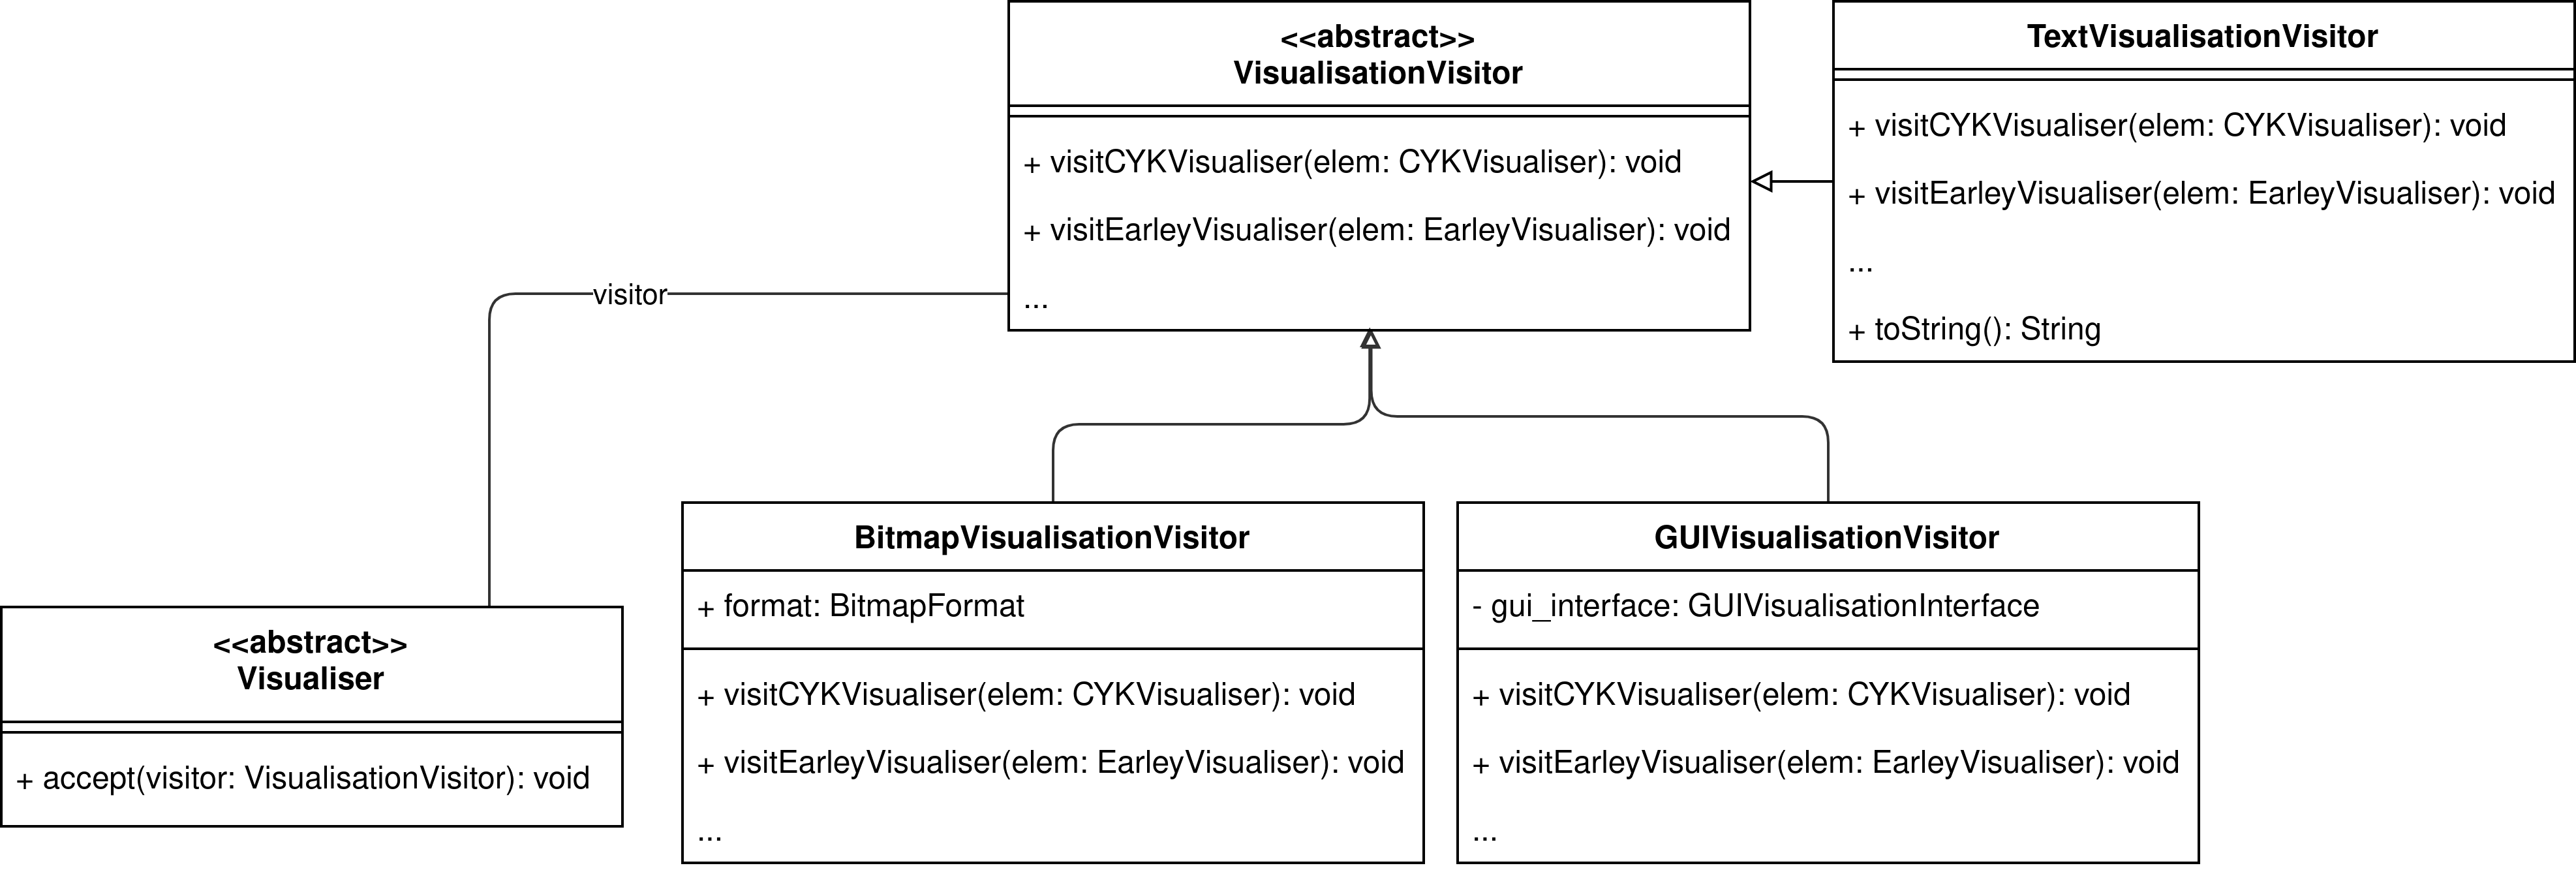 <<abstract>>
VisualisationVisitor
+ visitCYKVisualiser(elem: CYKVisualiser): void
+ visitEarleyVisualiser(elem: EarleyVisualiser): void
...
TextVisualisationVisitor
+ visitCYKVisualiser(elem: CYKVisualiser): void
+ visitEarleyVisualiser(elem: EarleyVisualiser): void
...
+ toString(): String
visitor
<<abstract>>
Visualiser
+ accept(visitor: VisualisationVisitor): void
BitmapVisualisationVisitor
+ format: BitmapFormat
+ visitCYKVisualiser(elem: CYKVisualiser): void
+ visitEarleyVisualiser(elem: EarleyVisualiser): void
...
GUIVisualisationVisitor
- gui_interface: GUIVisualisationInterface
+ visitCYKVisualiser(elem: CYKVisualiser): void
+ visitEarleyVisualiser(elem: EarleyVisualiser): void
...